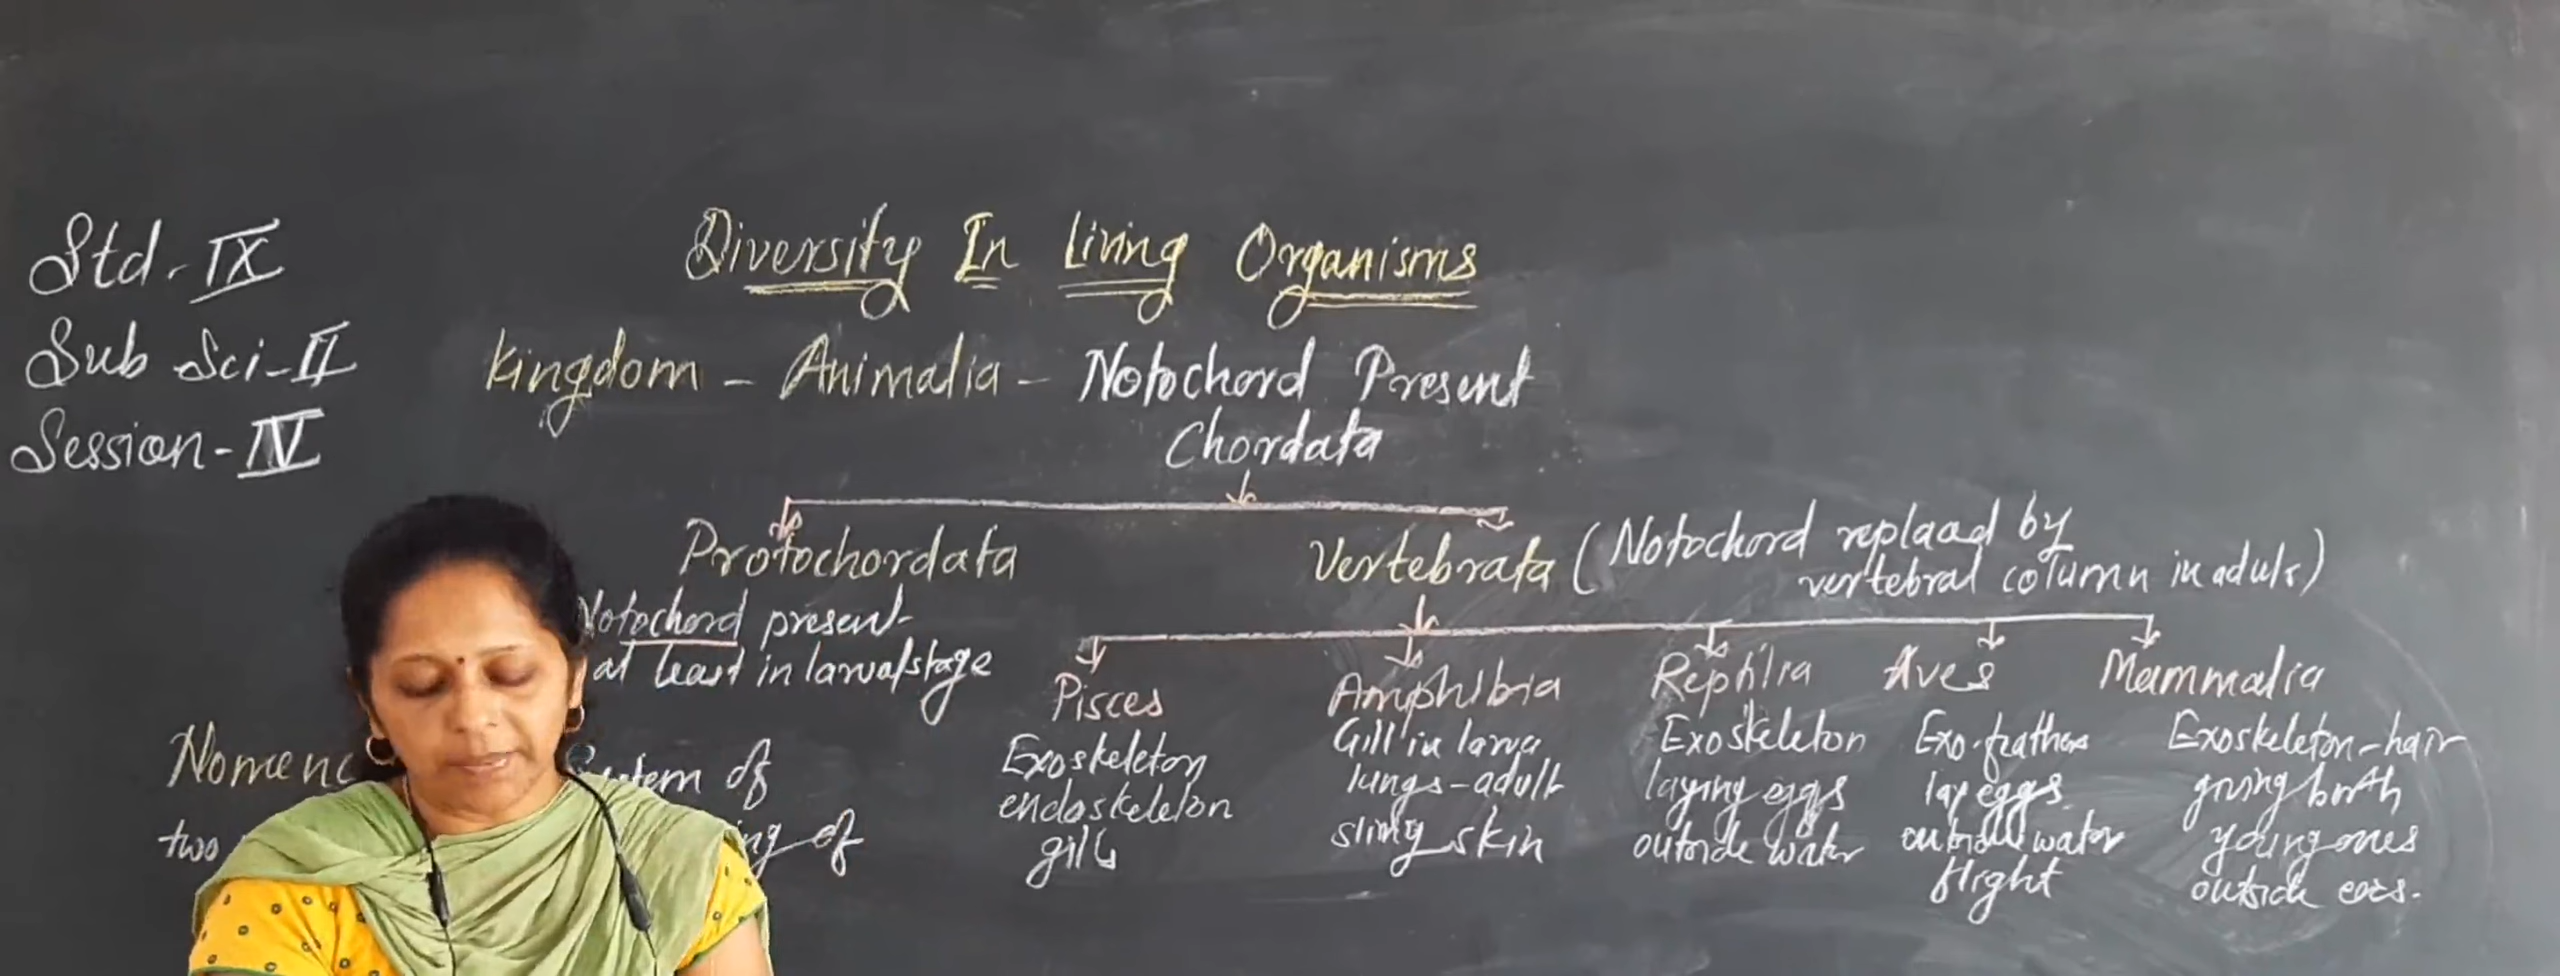 Std. IX
Sub Sci-II
Session-IV
Diversity In Living Organisms
Kingdom - Animalia - Notochord Present
Chordata
Protochordata
Notochord present
at least in larval stage
Vertebrata (Notochord replaced by
vertebral column in adult)
Pisces
Exoskeleton
endoskeleton
gills
Amphibia
Gill in larva
lungs-adult
slimy skin
Reptilia
Exoskeleton
laying eggs
outside water
Aves
Exo-feathers
lay eggs
outside water
flight
Mammalia
Exoskeleton-hair
giving birth
young ones
outside ears.
of
two of